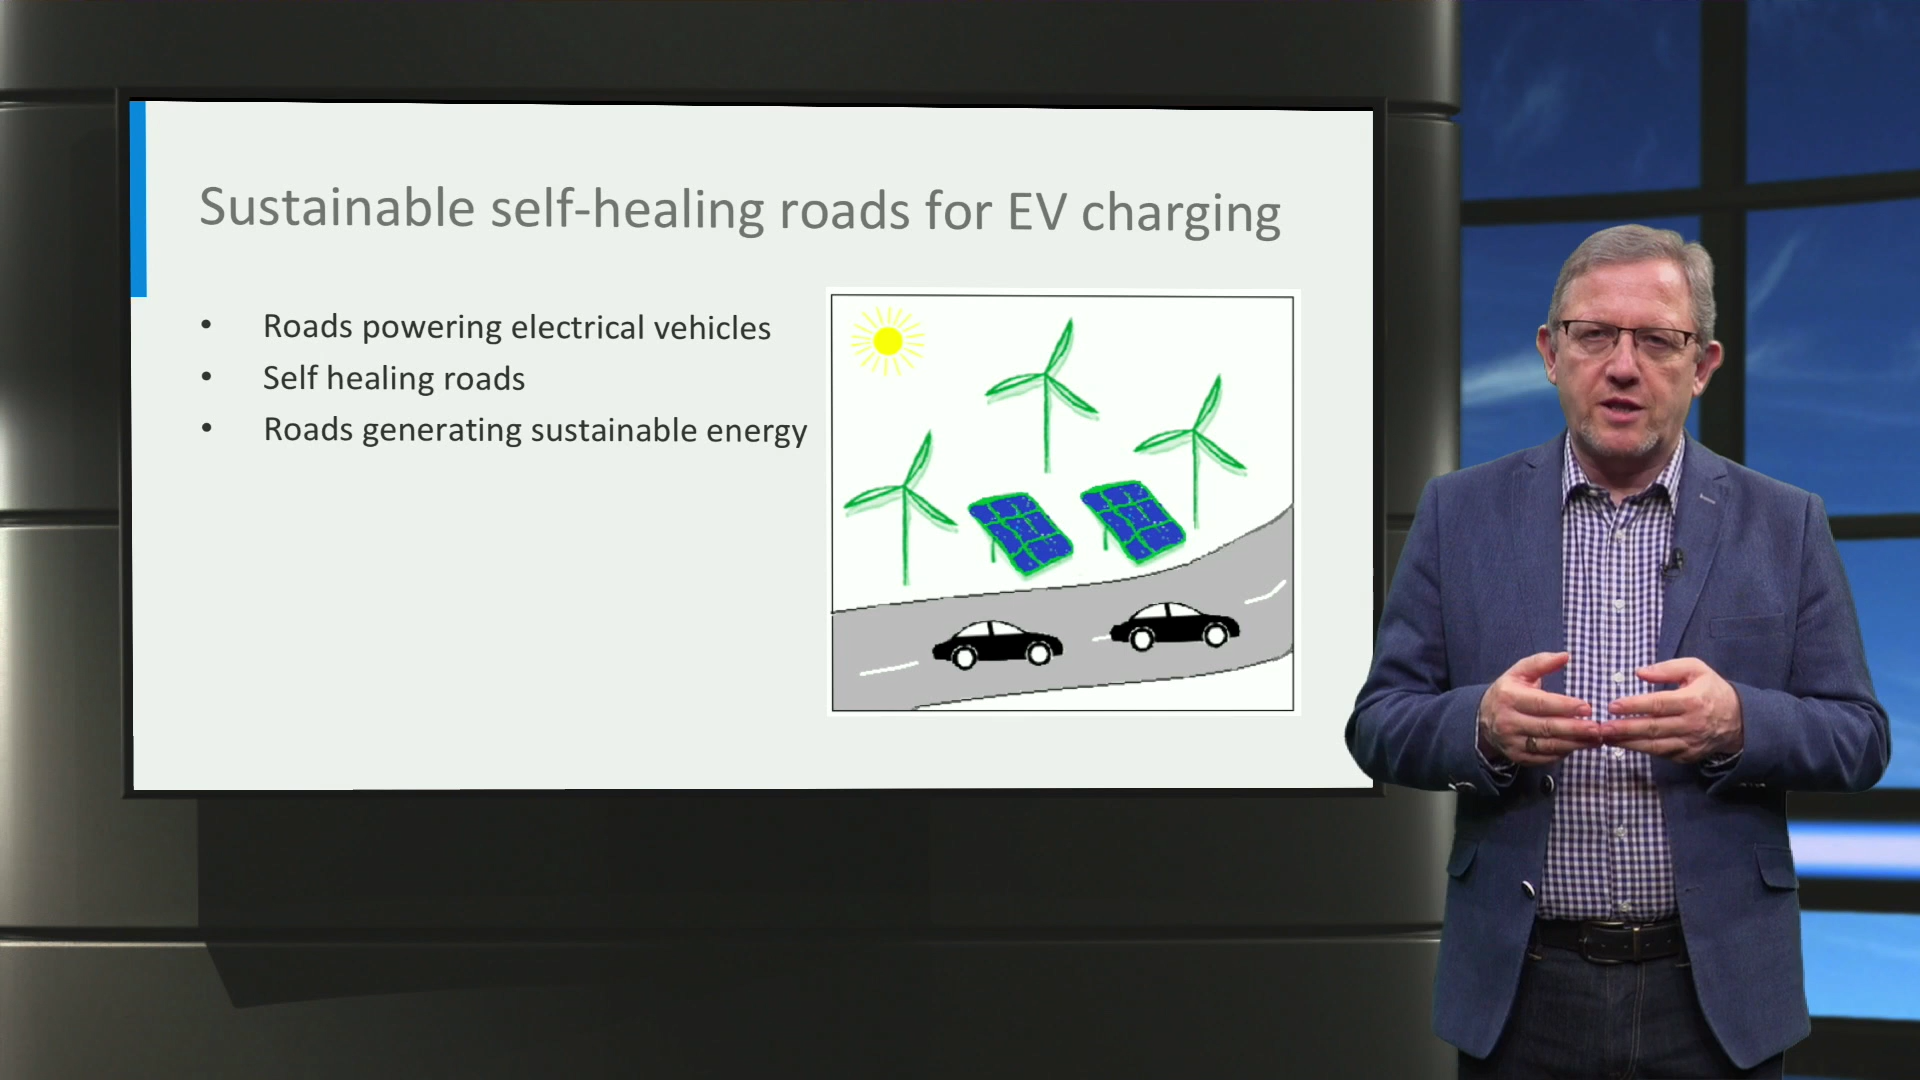 Sustainable self-healing roads for EV charging
• Roads powering electrical vehicles
• Self healing roads
• Roads generating sustainable energy